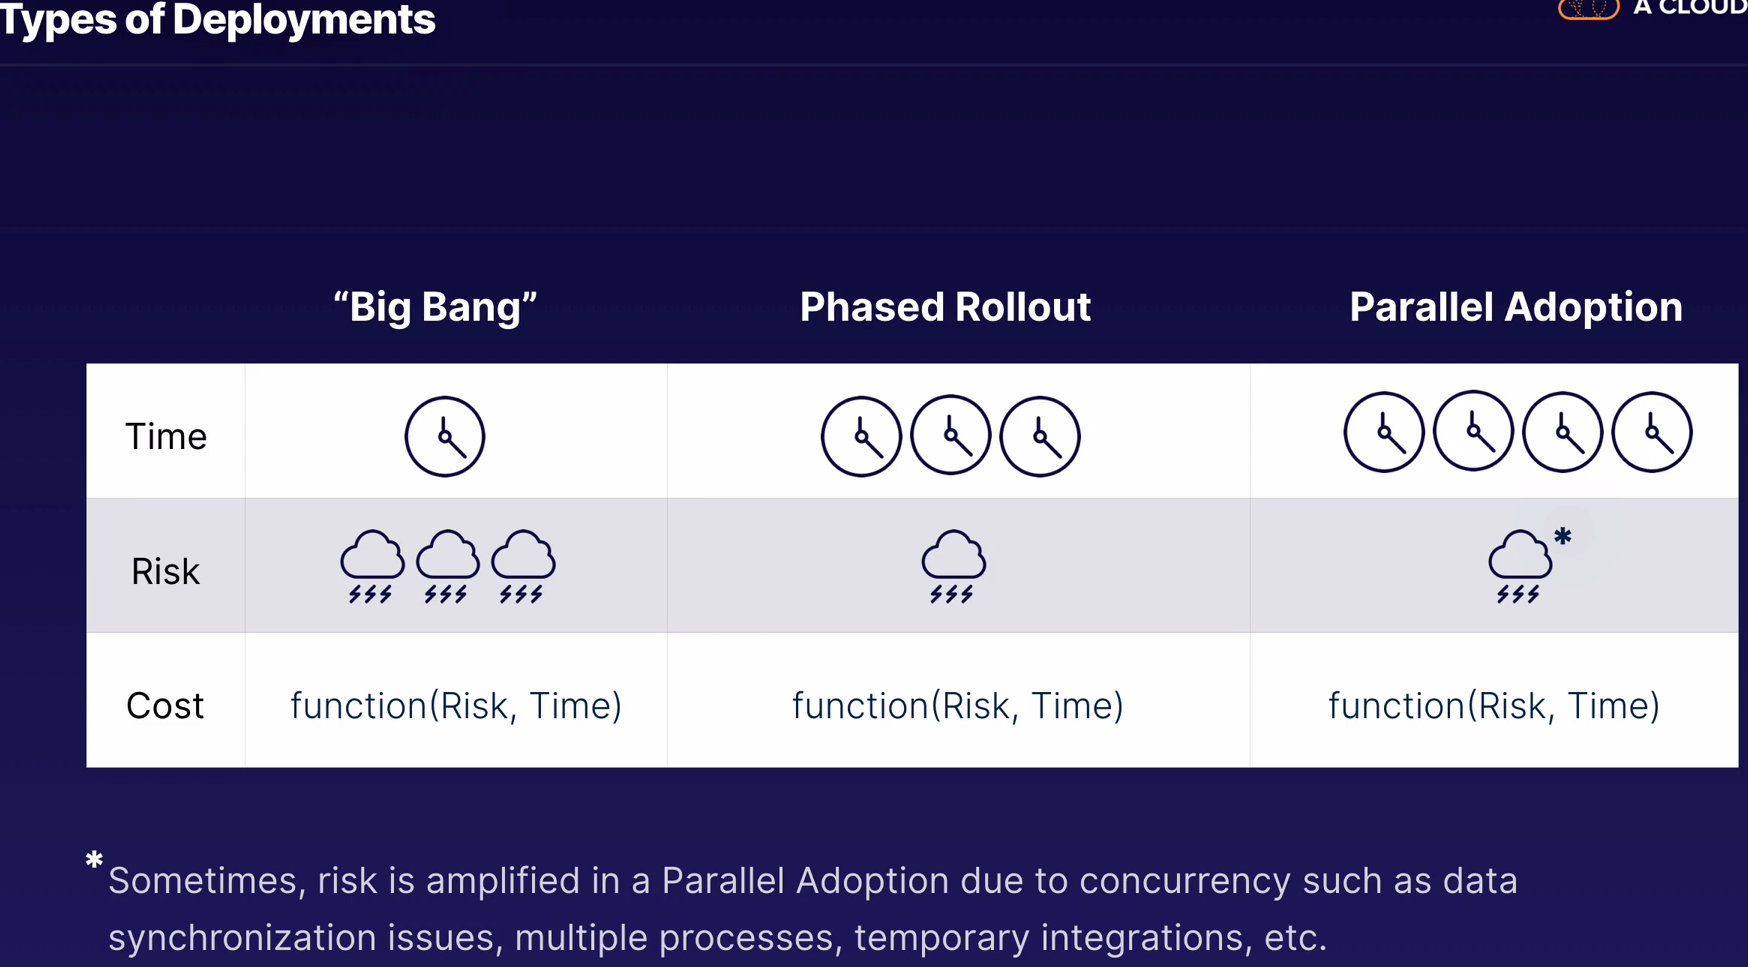 Types of Deployments
A CLOUD
“Big Bang”
Phased Rollout
Parallel Adoption
Time
Risk
*
Cost
function(Risk, Time)
function(Risk, Time)
function(Risk, Time)
* Sometimes, risk is amplified in a Parallel Adoption due to concurrency such as data
synchronization issues, multiple processes, temporary integrations, etc.